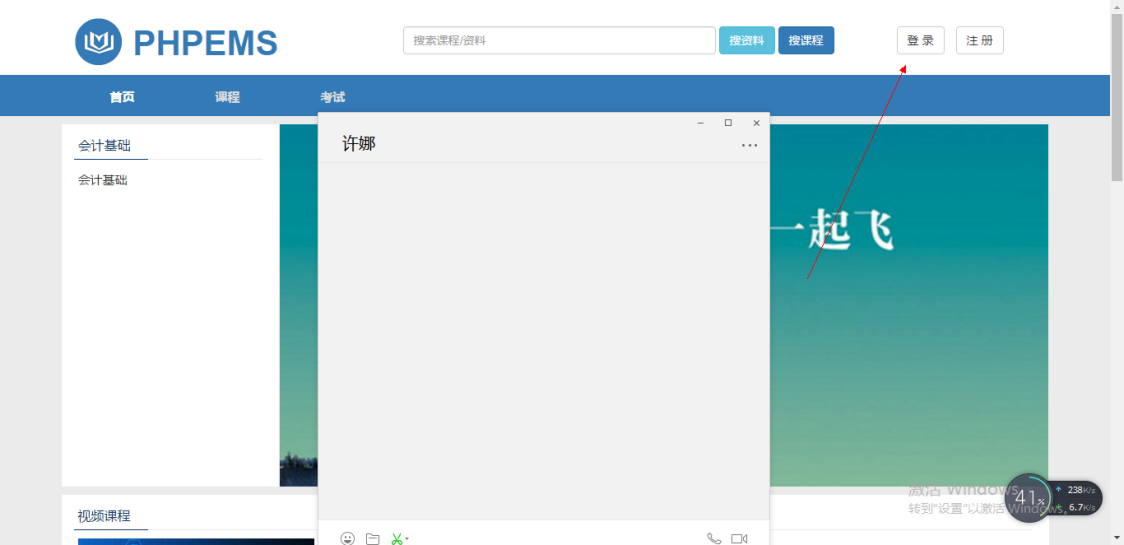 PHPEMS
搜索课程/资料
搜资料
搜课程
登 录
注 册
首页
课程
考试
会计基础
会计基础
许娜
一起飞
视频课程
激活 Windows
转到"设置"以激活 Windows。
41%
238K/s
6.7K/s